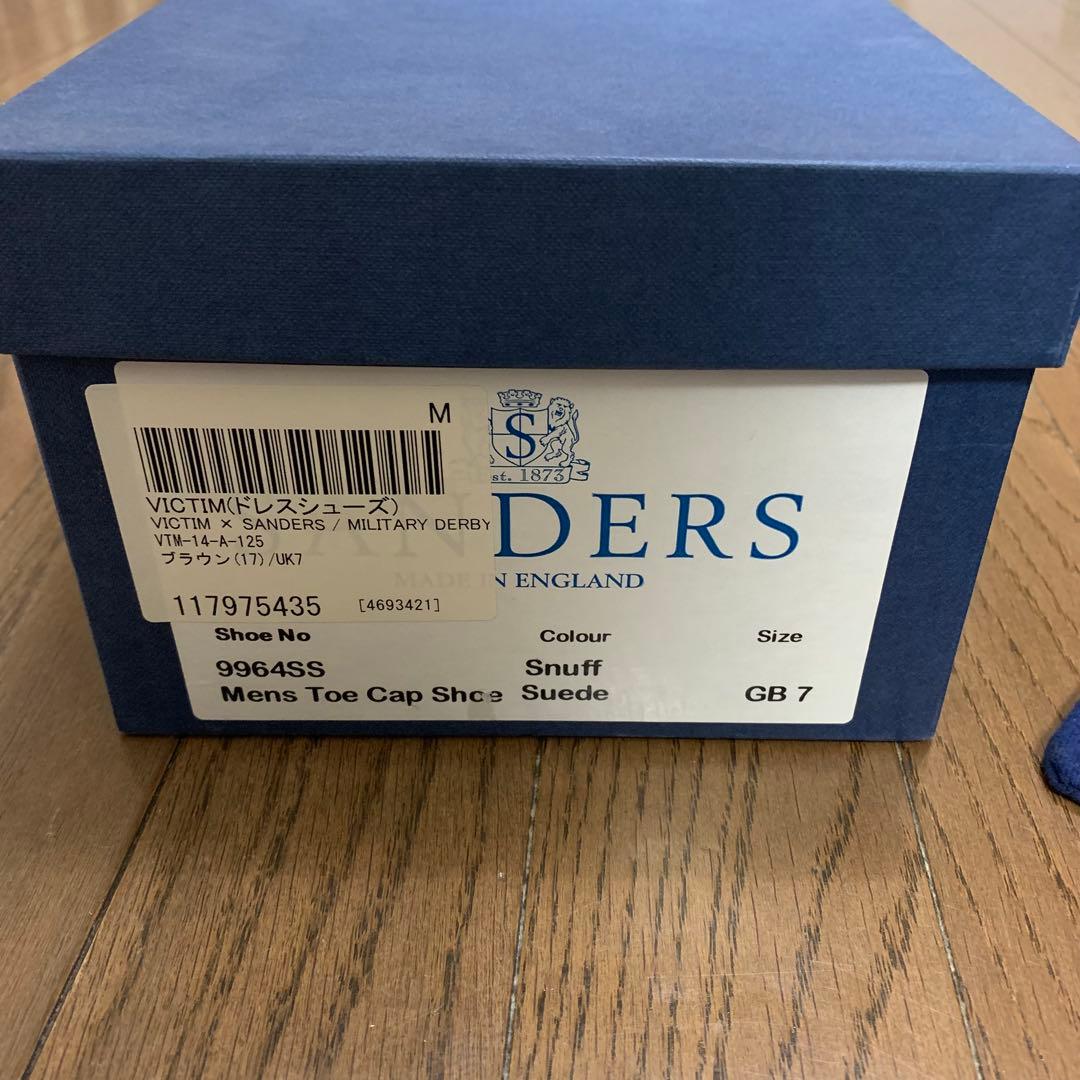 M
VICTIM(ドレスシューズ)
VICTIM × SANDERS / MILITARY DERBY
VTM-14-A-125
ブラウン(17)/UK7
117975435 [4693421]
S
st. 1873
SANDERS
MADE IN ENGLAND
Shoe No Colour Size
9964SS Snuff
Mens Toe Cap Shoe Suede GB 7